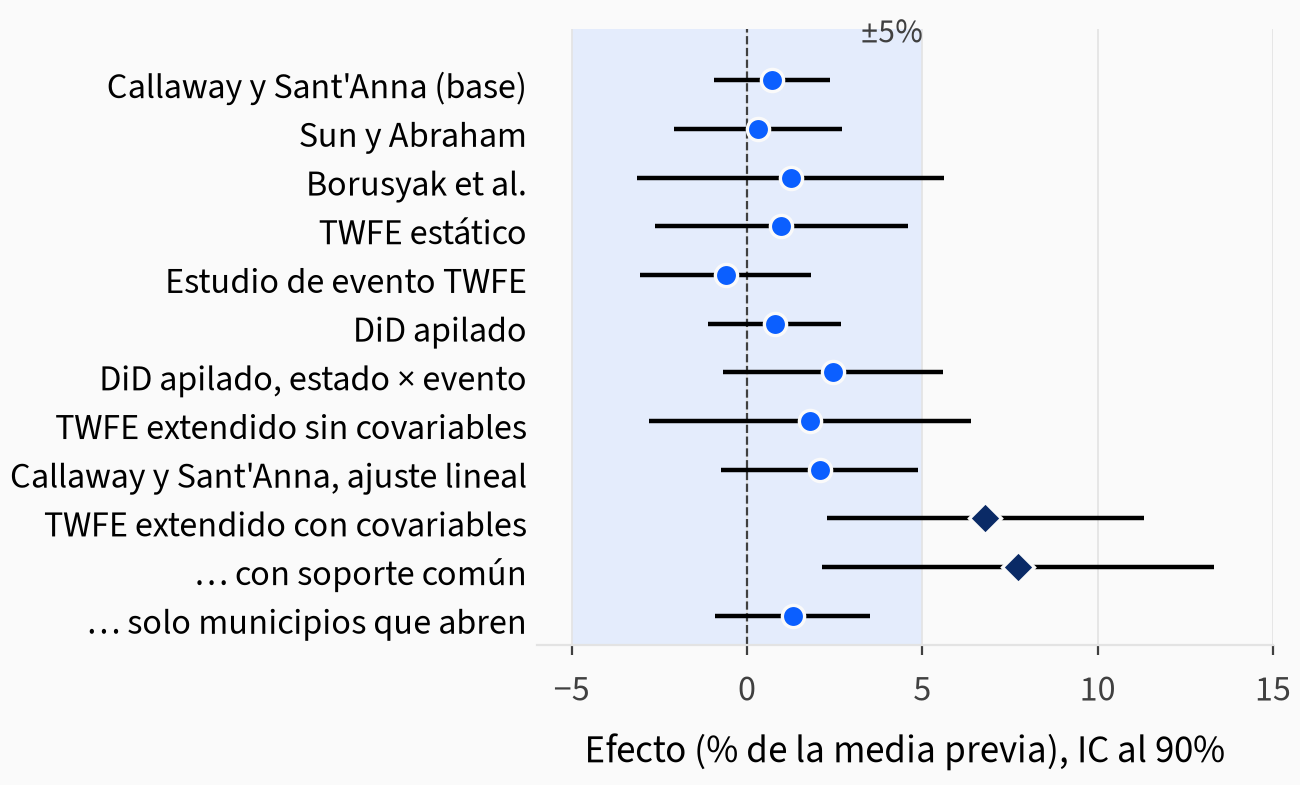 ±5%
Callaway y Sant'Anna (base)
Sun y Abraham
Borusyak et al.
TWFE estático
Estudio de evento TWFE
DiD apilado
DiD apilado, estado × evento
TWFE extendido sin covariables
Callaway y Sant'Anna, ajuste lineal
TWFE extendido con covariables
… con soporte común
… solo municipios que abren
−5 0 5 10 15
Efecto (% de la media previa), IC al 90%